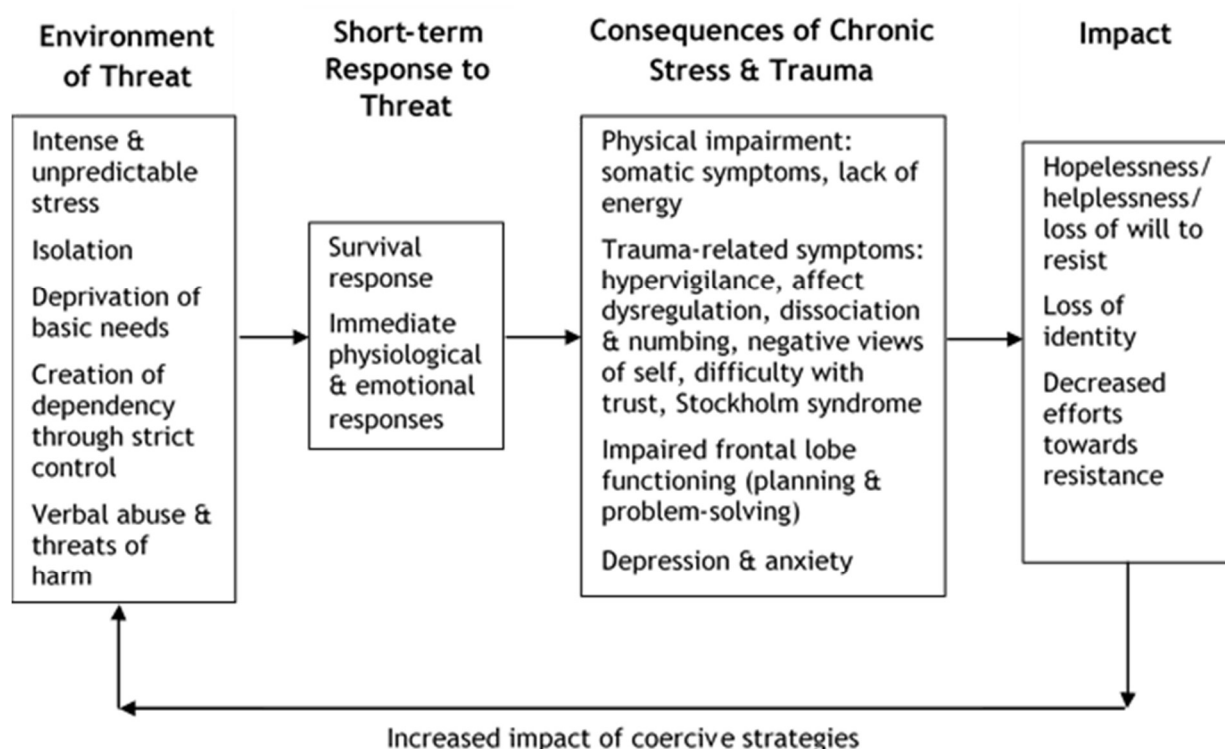 Environment
of Threat
Intense &
unpredictable
stress
Isolation
Deprivation of
basic needs
Creation of
dependency
through strict
control
Verbal abuse &
threats of
harm
Short-term
Response to
Threat
Survival
response
Immediate
physiological
& emotional
responses
Consequences of Chronic
Stress & Trauma
Physical impairment:
somatic symptoms, lack of
energy
Trauma-related symptoms:
hypervigilance, affect
dysregulation, dissociation
& numbing, negative views
of self, difficulty with
trust, Stockholm syndrome
Impaired frontal lobe
functioning (planning &
problem-solving)
Depression & anxiety
Impact
Hopelessness/
helplessness/
loss of will to
resist
Loss of
identity
Decreased
efforts
towards
resistance
Increased impact of coercive strategies